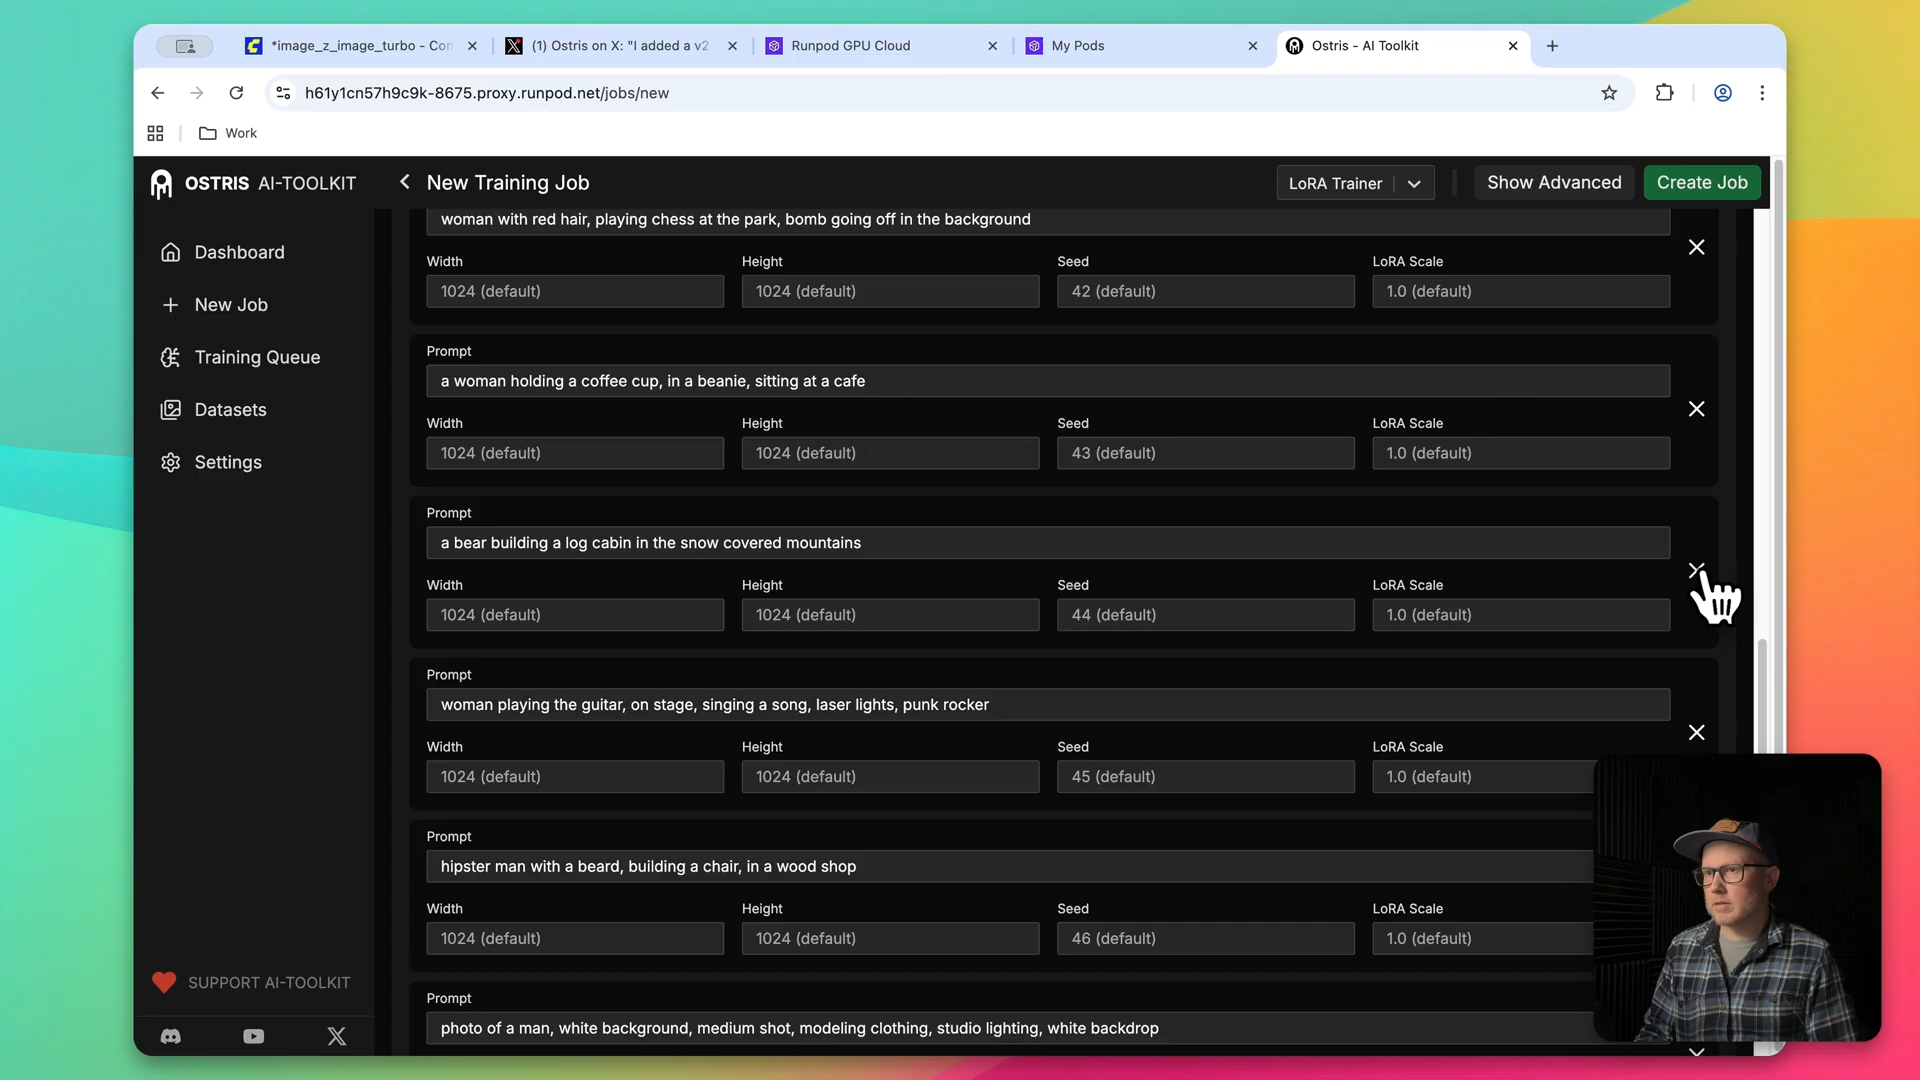 *image_z_image_turbo - Con
(1) Ostris on X: "I added a v2
Runpod GPU Cloud
My Pods
Ostris - AI Toolkit
h61y1cn57h9c9k-8675.proxy.runpod.net/jobs/new
Work
OSTRIS AI-TOOLKIT
New Training Job
LoRA Trainer
Show Advanced
Create Job
Dashboard
New Job
Training Queue
Datasets
Settings
SUPPORT AI-TOOLKIT
woman with red hair, playing chess at the park, bomb going off in the background
Width Height Seed LoRA Scale
1024 (default) 1024 (default) 42 (default) 1.0 (default)
Prompt
a woman holding a coffee cup, in a beanie, sitting at a cafe
Width Height Seed LoRA Scale
1024 (default) 1024 (default) 43 (default) 1.0 (default)
Prompt
a bear building a log cabin in the snow covered mountains
Width Height Seed LoRA Scale
1024 (default) 1024 (default) 44 (default) 1.0 (default)
Prompt
woman playing the guitar, on stage, singing a song, laser lights, punk rocker
Width Height Seed LoRA Scale
1024 (default) 1024 (default) 45 (default) 1.0 (default)
Prompt
hipster man with a beard, building a chair, in a wood shop
Width Height Seed LoRA Scale
1024 (default) 1024 (default) 46 (default) 1.0 (default)
Prompt
photo of a man, white background, medium shot, modeling clothing, studio lighting, white backdrop